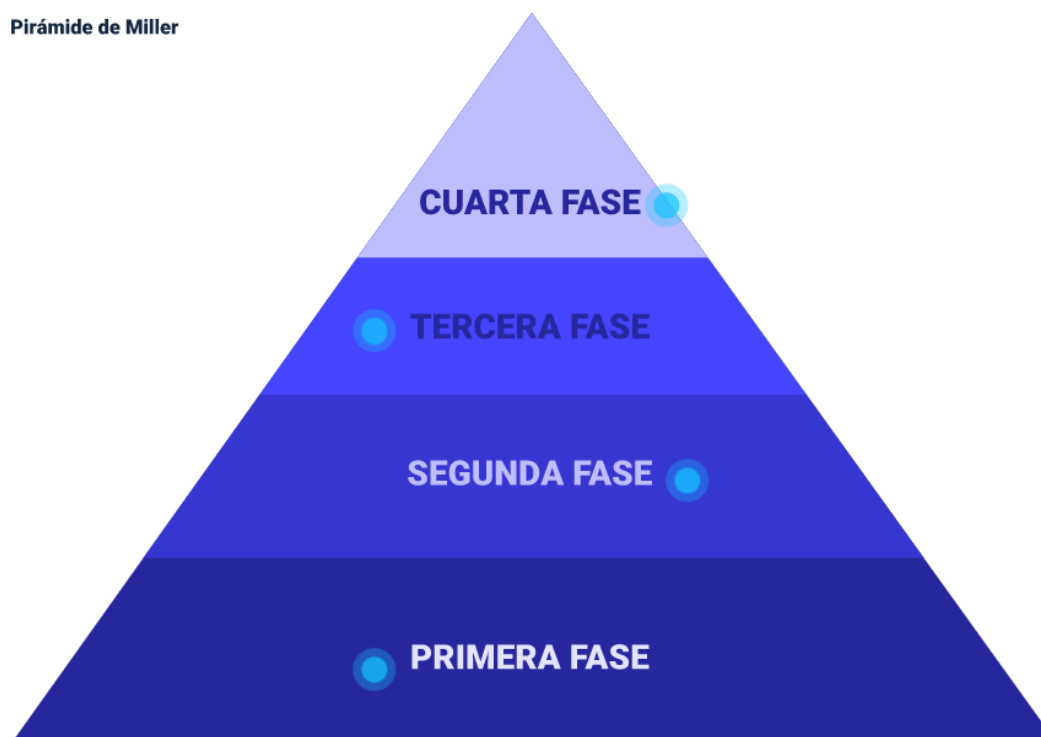 Pirámide de Miller
CUARTA FASE
TERCERA FASE
SEGUNDA FASE
PRIMERA FASE